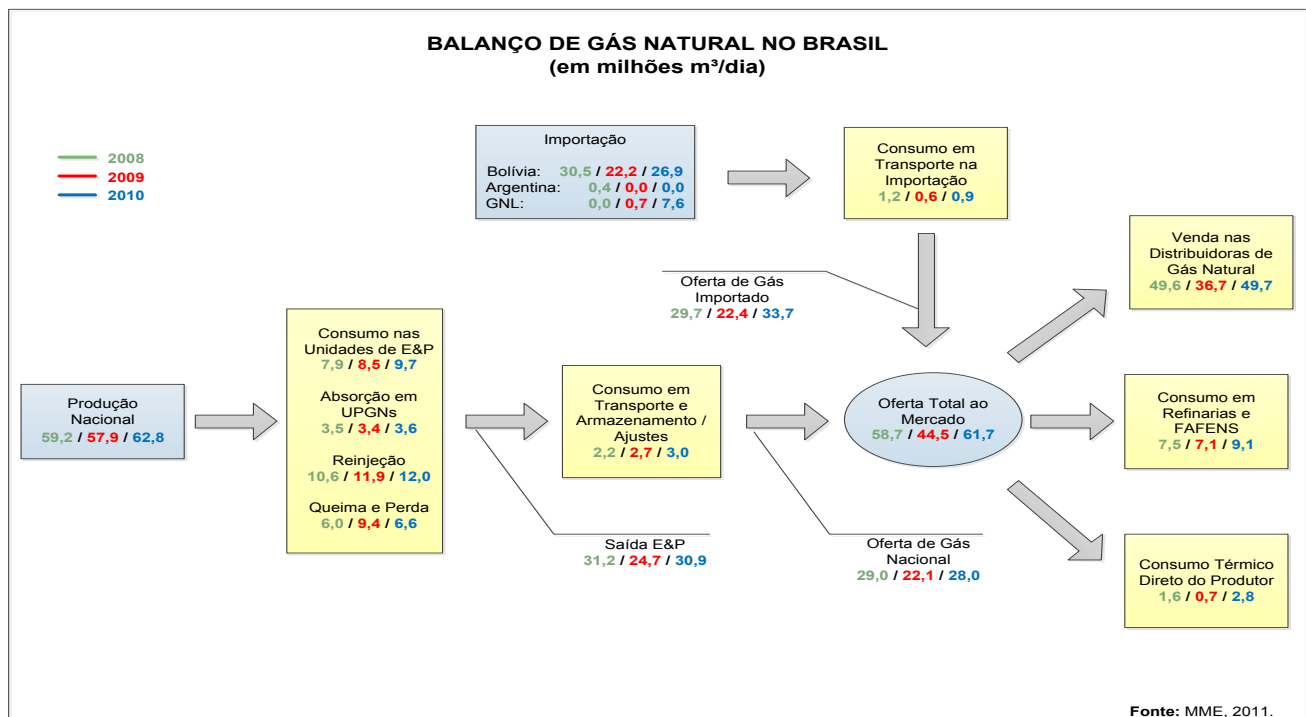 BALANÇO DE GÁS NATURAL NO BRASIL
(em milhões m³/dia)
2008
2009
2010
Importação
Bolívia: 30,5 / 22,2 / 26,9
Argentina: 0,4 / 0,0 / 0,0
GNL: 0,0 / 0,7 / 7,6
Consumo em
Transporte na
Importação
1,2 / 0,6 / 0,9
Oferta de Gás
Importado
29,7 / 22,4 / 33,7
Venda nas
Distribuidoras de
Gás Natural
49,6 / 36,7 / 49,7
Produção
Nacional
59,2 / 57,9 / 62,8
Consumo nas
Unidades de E&P
7,9 / 8,5 / 9,7
Absorção em
UPGNs
3,5 / 3,4 / 3,6
Reinjeção
10,6 / 11,9 / 12,0
Queima e Perda
6,0 / 9,4 / 6,6
Consumo em
Transporte e
Armazenamento /
Ajustes
2,2 / 2,7 / 3,0
Oferta Total ao
Mercado
58,7 / 44,5 / 61,7
Consumo em
Refinarias e
FAFENS
7,5 / 7,1 / 9,1
Saída E&P
31,2 / 24,7 / 30,9
Oferta de Gás
Nacional
29,0 / 22,1 / 28,0
Consumo Térmico
Direto do Produtor
1,6 / 0,7 / 2,8
Fonte: MME, 2011.